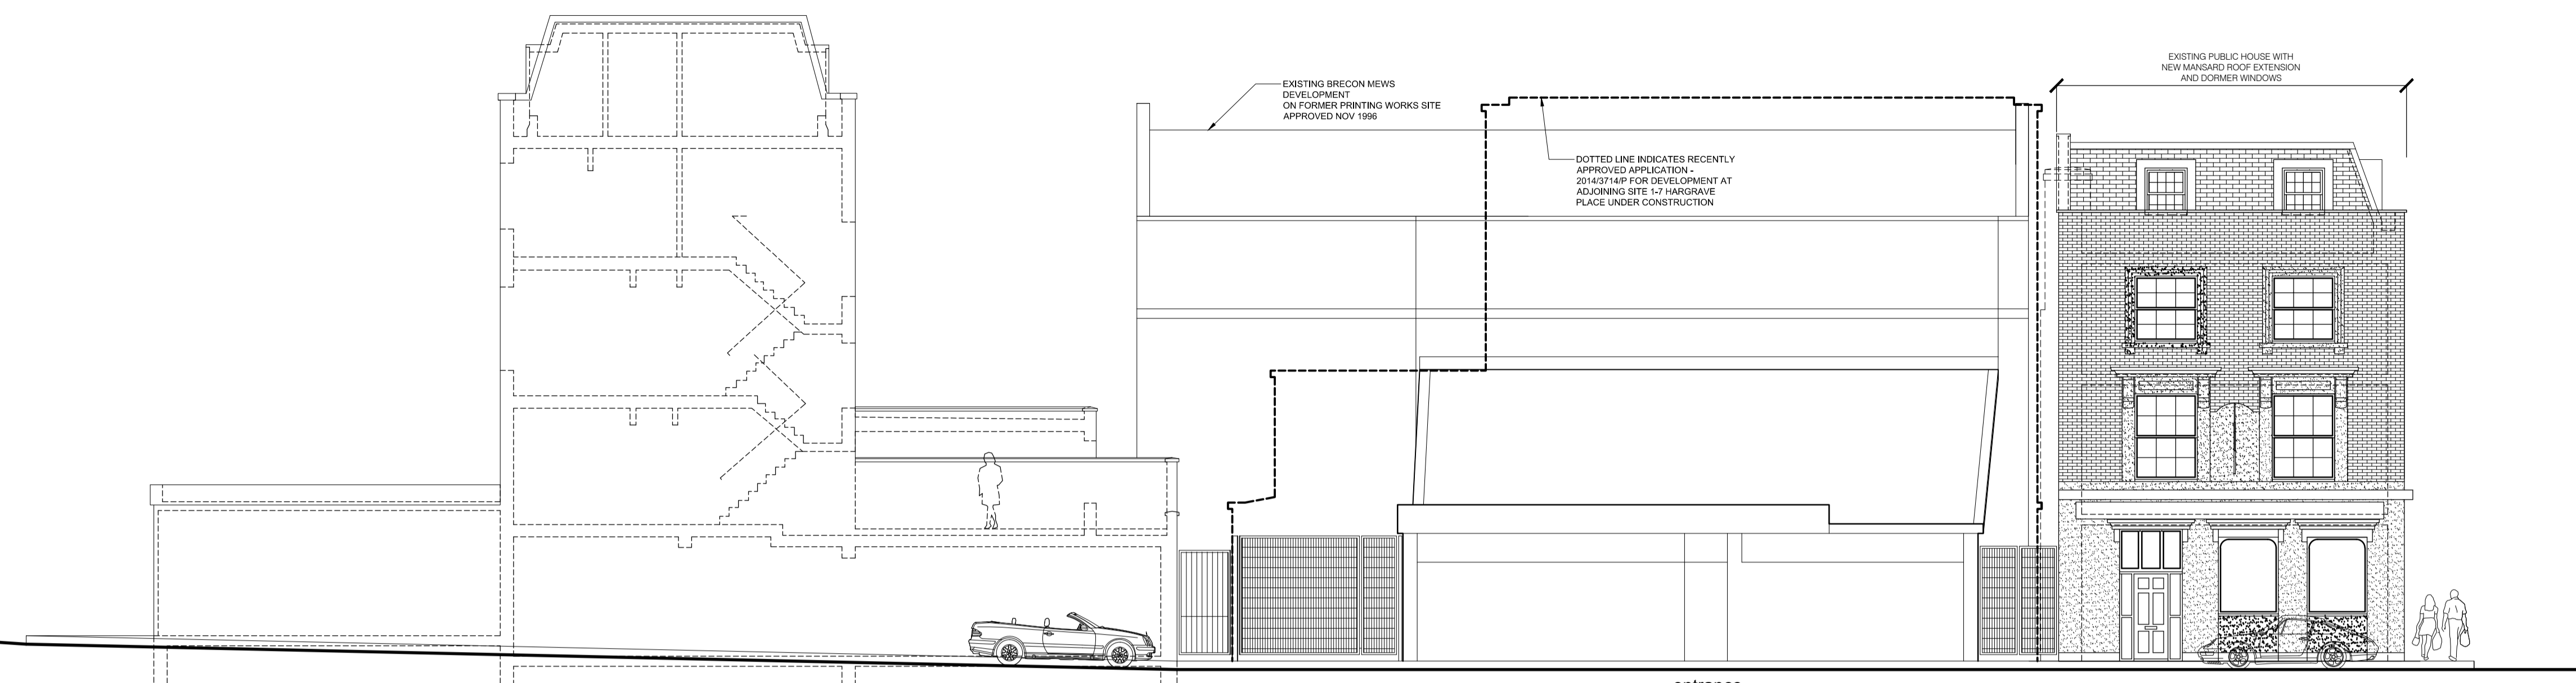 EXISTING BRECON MEWS
DEVELOPMENT
ON FORMER PRINTING WORKS SITE
APPROVED NOV 1996
DOTTED LINE INDICATES RECENTLY
APPROVED APPLICATION -
2014/3714/P FOR DEVELOPMENT AT
ADJOINING SITE 1-7 HARGRAVE
PLACE UNDER CONSTRUCTION
EXISTING PUBLIC HOUSE WITH
NEW MANSARD ROOF EXTENSION
AND DORMER WINDOWS
entrance